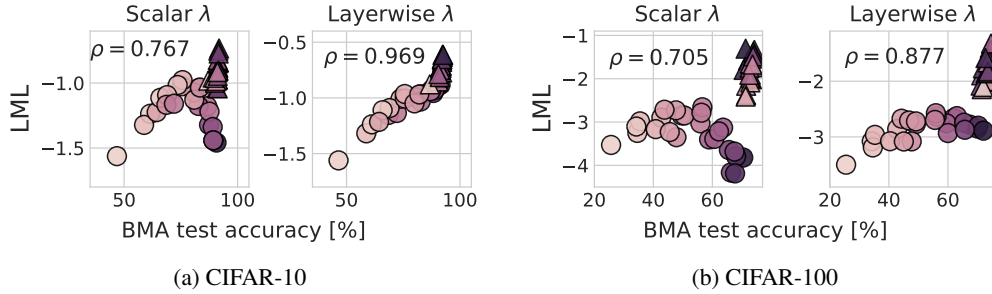 Scalar λ
Layerwise λ
Scalar λ
Layerwise λ
ρ = 0.767
ρ = 0.969
ρ = 0.705
ρ = 0.877
LML
−1.0
−1.5
50
100
−0.5
−1.0
−1.5
50
100
BMA test accuracy [%]
LML
−1
−2
−3
−4
20
40
60
−2
−3
20
40
60
BMA test accuracy [%]
(a) CIFAR-10
(b) CIFAR-100